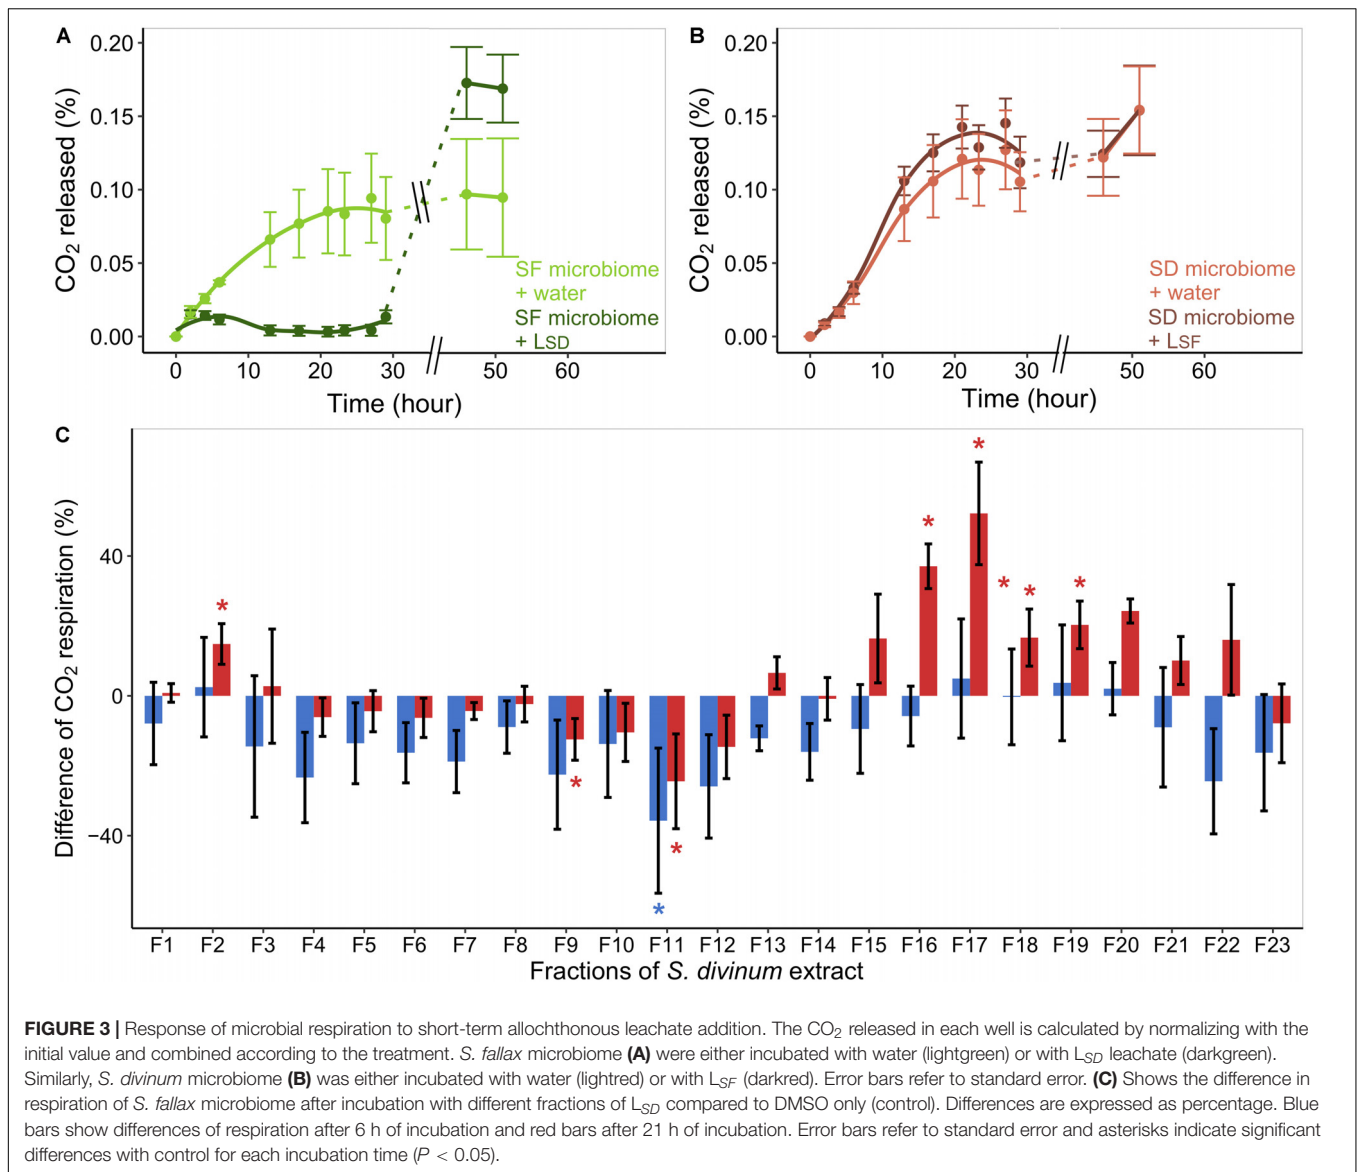 A
B
0.20
0.15
0.10
0.05
0.00
CO2 released (%)
SF microbiome
+ water
SF microbiome
+ LSD
0 10 20 30 50 60
Time (hour)
0.20
0.15
0.10
0.05
0.00
CO2 released (%)
SD microbiome
+ water
SD microbiome
+ LSF
0 10 20 30 50 60
Time (hour)
C
Différence of CO2 respiration (%)
40
0
−40
* * * * * * * * * *
F1 F2 F3 F4 F5 F6 F7 F8 F9 F10 F11 F12 F13 F14 F15 F16 F17 F18 F19 F20 F21 F22 F23
Fractions of S. divinum extract
FIGURE 3 | Response of microbial respiration to short-term allochthonous leachate addition. The CO2 released in each well is calculated by normalizing with the
initial value and combined according to the treatment. S. fallax microbiome (A) were either incubated with water (lightgreen) or with LSD leachate (darkgreen).
Similarly, S. divinum microbiome (B) was either incubated with water (lightred) or with LSF (darkred). Error bars refer to standard error. (C) Shows the difference in
respiration of S. fallax microbiome after incubation with different fractions of LSD compared to DMSO only (control). Differences are expressed as percentage. Blue
bars show differences of respiration after 6 h of incubation and red bars after 21 h of incubation. Error bars refer to standard error and asterisks indicate significant
differences with control for each incubation time (P < 0.05).